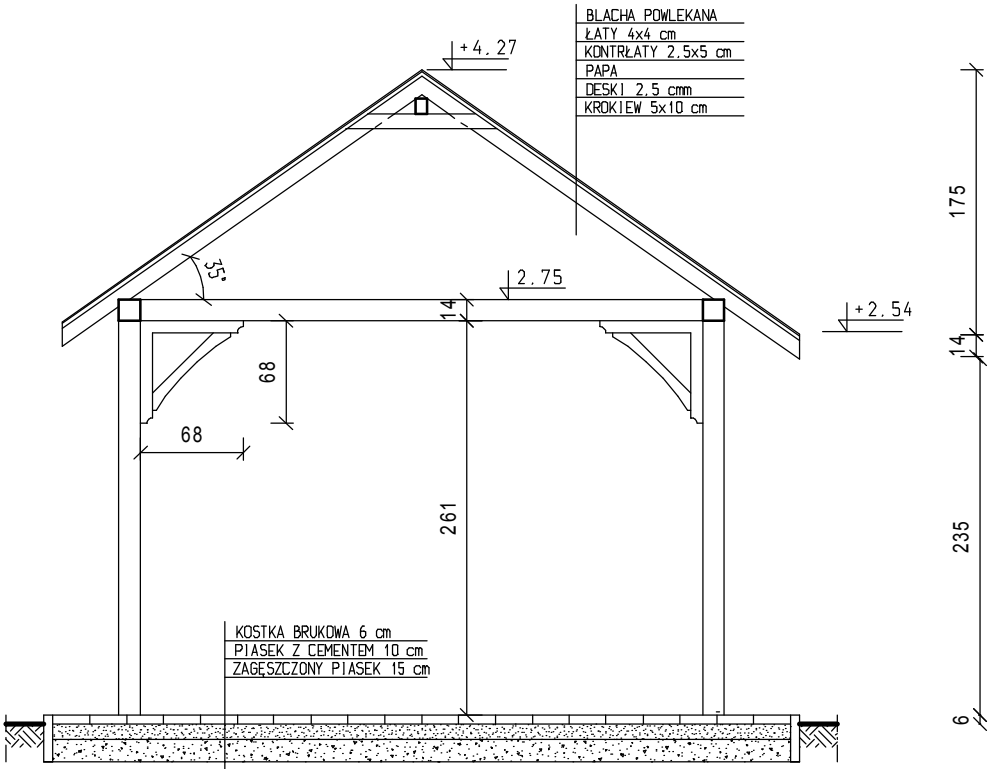 BLACHA POWLEKANA
ŁATY 4x4 cm
KONTRŁATY 2,5x5 cm
PAPA
DESKI 2,5 cmm
KROKIEW 5x10 cm
+4,27
175
35°
2.75
14
+2,54
14
68
68
261
235
KOSTKA BRUKOWA 6 cm
PIASEK Z CEMENTEM 10 cm
ZAGĘSZCZONY PIASEK 15 cm
6